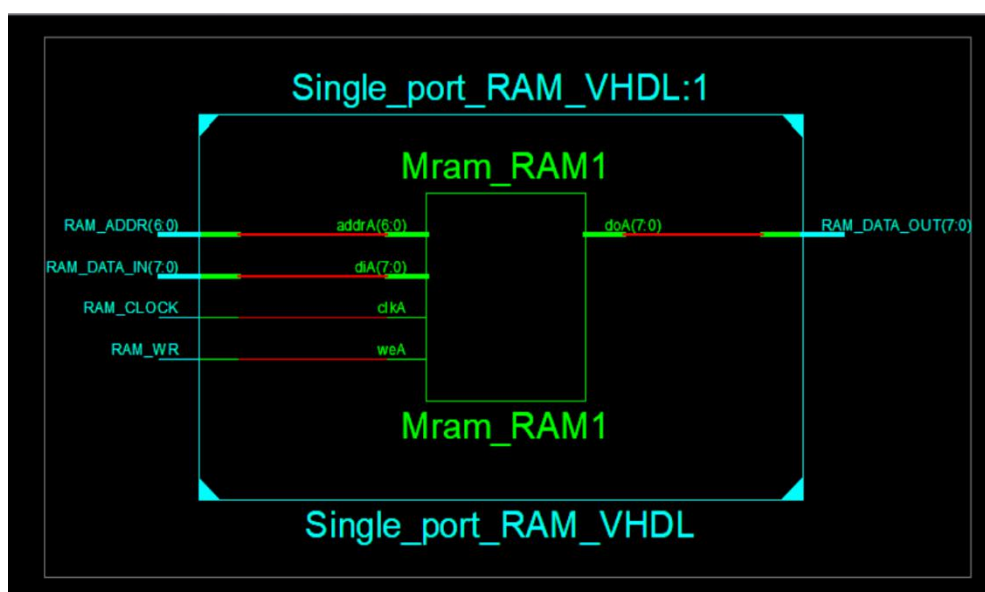 Single_port_RAM_VHDL:1
Mram_RAM1
RAM_ADDR(6:0) addrA(6:0) doA(7:0) RAM_DATA_OUT(7:0)
RAM_DATA_IN(7:0) diA(7:0)
RAM_CLOCK clkA
RAM_WR weA
Mram_RAM1
Single_port_RAM_VHDL